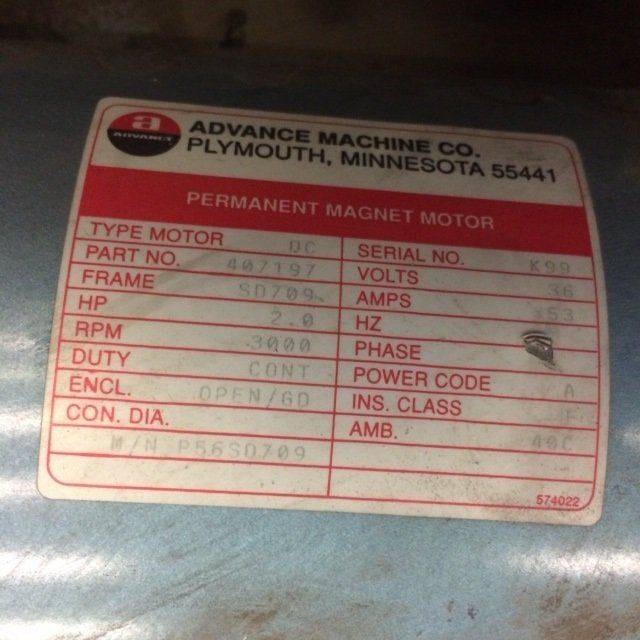 a
ADVANCE
ADVANCE MACHINE CO.
PLYMOUTH, MINNESOTA 55441
PERMANENT MAGNET MOTOR
TYPE MOTOR DC
PART NO. 407197
FRAME SD709
HP 2.0
RPM 3000
DUTY CONT
ENCL. OPEN/GD
CON. DIA.
M/N P56SD709
SERIAL NO. K99
VOLTS 36
AMPS 53
HZ
PHASE
POWER CODE A
INS. CLASS F
AMB. 40C
574022